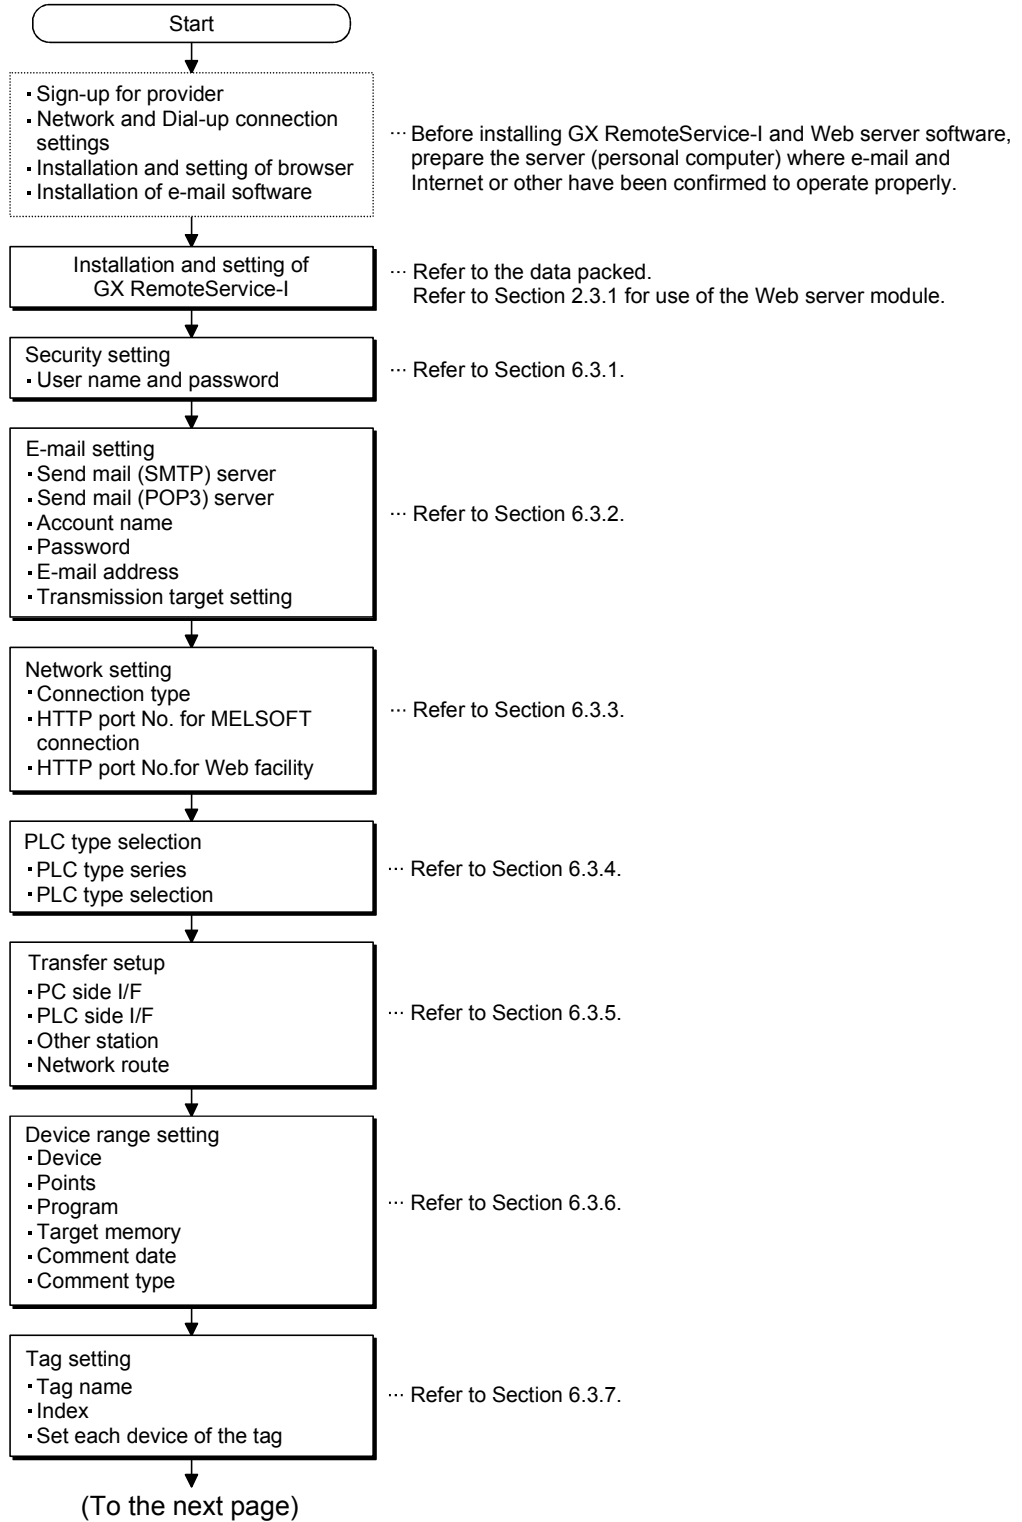 Start
▪ Sign-up for provider
▪ Network and Dial-up connection
settings
▪ Installation and setting of browser
▪ Installation of e-mail software
··· Before installing GX RemoteService-I and Web server software,
prepare the server (personal computer) where e-mail and
Internet or other have been confirmed to operate properly.
Installation and setting of
GX RemoteService-I
··· Refer to the data packed.
Refer to Section 2.3.1 for use of the Web server module.
Security setting
▪ User name and password
··· Refer to Section 6.3.1.
E-mail setting
▪ Send mail (SMTP) server
▪ Send mail (POP3) server
▪ Account name
▪ Password
▪ E-mail address
▪ Transmission target setting
··· Refer to Section 6.3.2.
Network setting
▪ Connection type
▪ HTTP port No. for MELSOFT
connection
▪ HTTP port No.for Web facility
··· Refer to Section 6.3.3.
PLC type selection
▪ PLC type series
▪ PLC type selection
··· Refer to Section 6.3.4.
Transfer setup
▪ PC side I/F
▪ PLC side I/F
▪ Other station
▪ Network route
··· Refer to Section 6.3.5.
Device range setting
▪ Device
▪ Points
▪ Program
▪ Target memory
▪ Comment date
▪ Comment type
··· Refer to Section 6.3.6.
Tag setting
▪ Tag name
▪ Index
▪ Set each device of the tag
··· Refer to Section 6.3.7.
(To the next page)